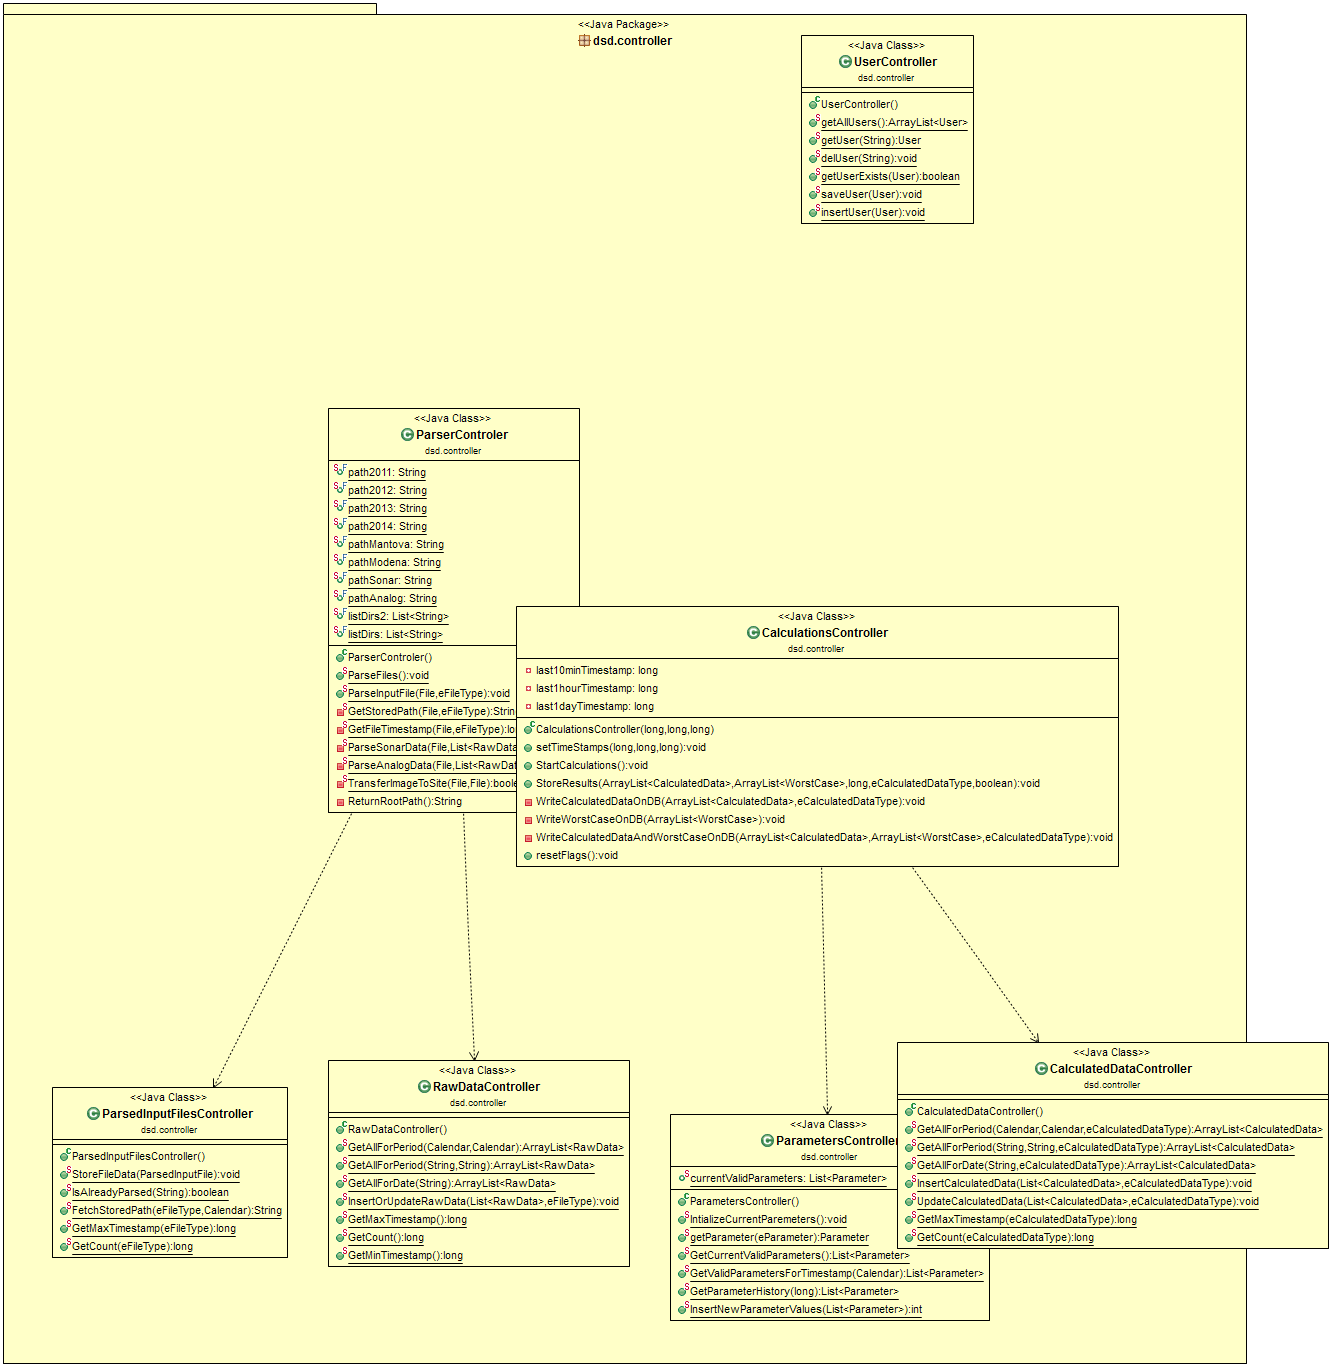 <<Java Package>>
dsd.controller
<<Java Class>>
UserController
dsd.controller
UserController()
getAllUsers():ArrayList<User>
getUser(String):User
delUser(String):void
getUserExists(User):boolean
saveUser(User):void
insertUser(User):void
<<Java Class>>
ParserControler
dsd.controller
path2011: String
path2012: String
path2013: String
path2014: String
pathMantova: String
pathModena: String
pathSonar: String
pathAnalog: String
listDirs2: List<String>
listDirs: List<String>
ParserControler()
ParseFiles():void
ParseInputFile(File,eFileType):void
GetStoredPath(File,eFileType):Strin
GetFileTimestamp(File,eFileType):lo
ParseSonarData(File,List<RawData
ParseAnalogData(File,List<RawDat
TransferImageToSite(File,File):boole
ReturnRootPath():String
<<Java Class>>
CalculationsController
dsd.controller
last10minTimestamp: long
last1hourTimestamp: long
last1dayTimestamp: long
CalculationsController(long,long,long)
setTimeStamps(long,long,long):void
StartCalculations():void
StoreResults(ArrayList<CalculatedData>,ArrayList<WorstCase>,long,eCalculatedDataType,boolean):void
WriteCalculatedDataOnDB(ArrayList<CalculatedData>,eCalculatedDataType):void
WriteWorstCaseOnDB(ArrayList<WorstCase>):void
WriteCalculatedDataAndWorstCaseOnDB(ArrayList<CalculatedData>,ArrayList<WorstCase>,eCalculatedDataType):void
resetFlags():void
<<Java Class>>
ParsedInputFilesController
dsd.controller
ParsedInputFilesController()
StoreFileData(ParsedInputFile):void
IsAlreadyParsed(String):boolean
FetchStoredPath(eFileType,Calendar):String
GetMaxTimestamp(eFileType):long
GetCount(eFileType):long
<<Java Class>>
RawDataController
dsd.controller
RawDataController()
GetAllForPeriod(Calendar,Calendar):ArrayList<RawData>
GetAllForPeriod(String,String):ArrayList<RawData>
GetAllForDate(String):ArrayList<RawData>
InsertOrUpdateRawData(List<RawData>,eFileType):void
GetMaxTimestamp():long
GetCount():long
GetMinTimestamp():long
<<Java Class>>
ParametersController
dsd.controller
currentValidParameters: List<Parameter>
ParametersController()
IntializeCurrentParemeters():void
getParameter(eParameter):Parameter
GetCurrentValidParameters():List<Parameter>
GetValidParametersForTimestamp(Calendar):List<Parameter>
GetParameterHistory(long):List<Parameter>
InsertNewParameterValues(List<Parameter>):int
<<Java Class>>
CalculatedDataController
dsd.controller
CalculatedDataController()
GetAllForPeriod(Calendar,Calendar,eCalculatedDataType):ArrayList<CalculatedData>
GetAllForPeriod(String,String,eCalculatedDataType):ArrayList<CalculatedData>
GetAllForDate(String,eCalculatedDataType):ArrayList<CalculatedData>
InsertCalculatedData(List<CalculatedData>,eCalculatedDataType):void
UpdateCalculatedData(List<CalculatedData>,eCalculatedDataType):void
GetMaxTimestamp(eCalculatedDataType):long
GetCount(eCalculatedDataType):long